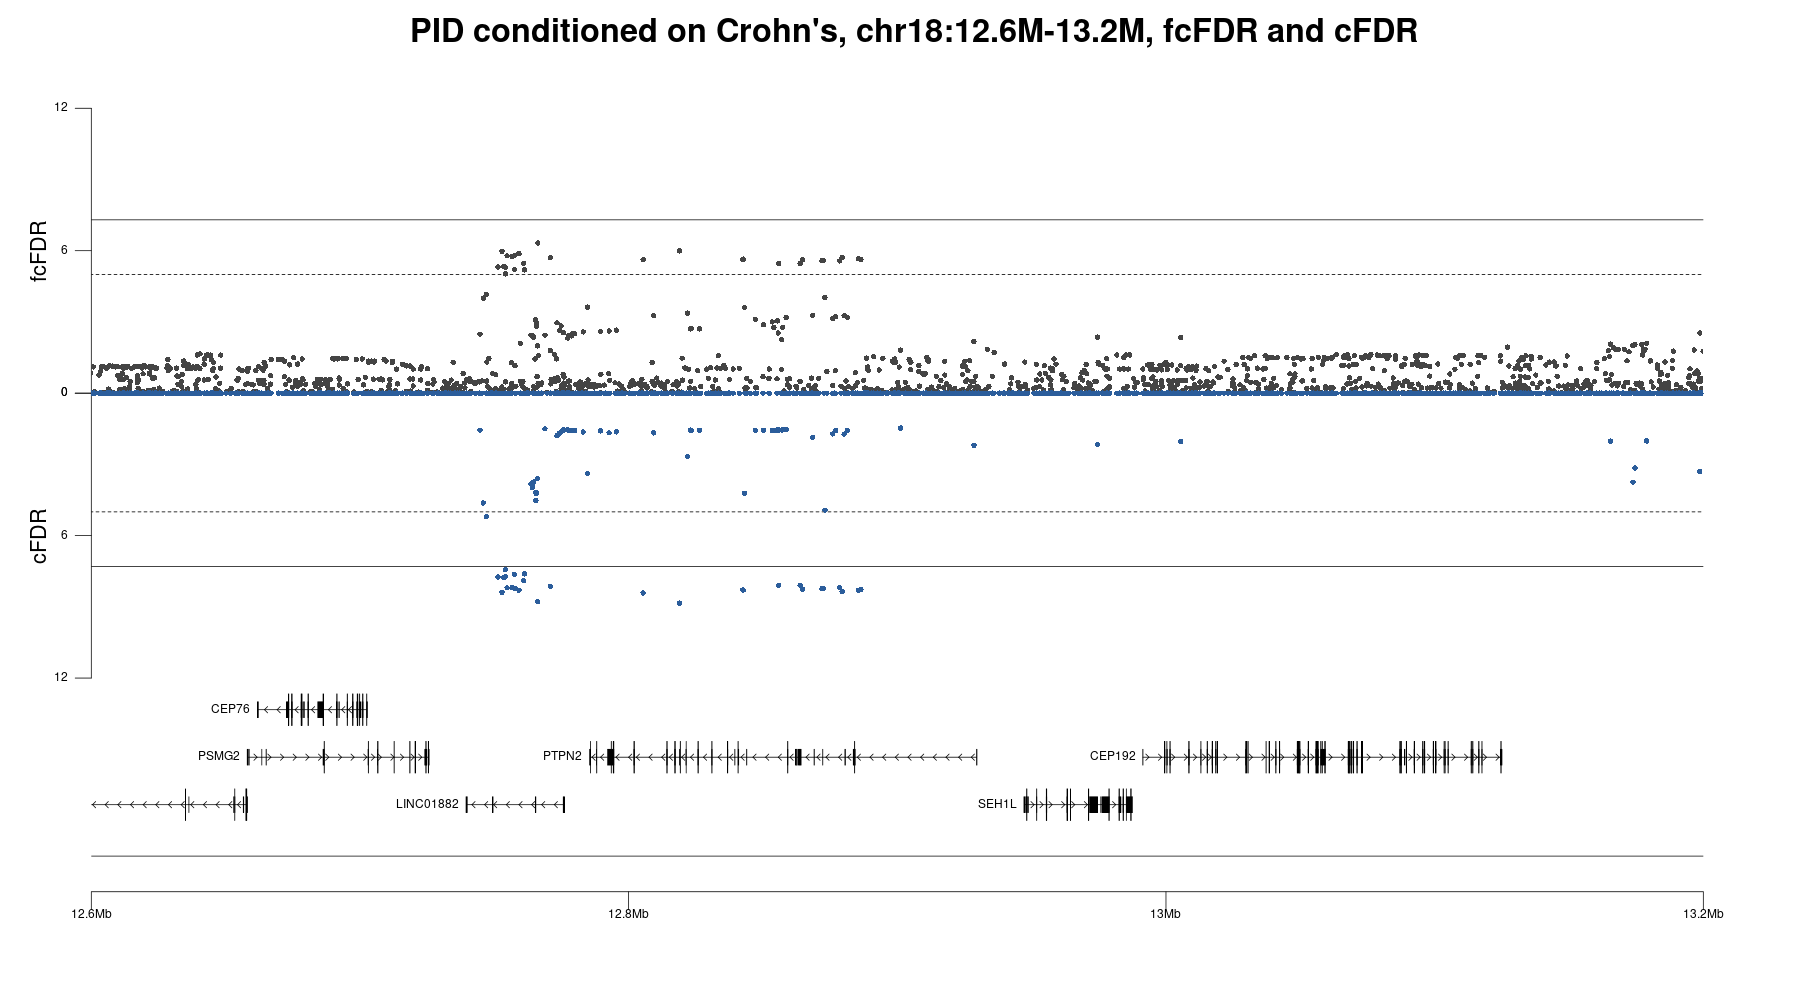 PID conditioned on Crohn's, chr18:12.6M-13.2M, fcFDR and cFDR
12
fcFDR
6
0
cFDR
6
12
CEP76
PSMG2
PTPN2
CEP192
LINC01882
SEH1L
12.6Mb
12.8Mb
13Mb
13.2Mb